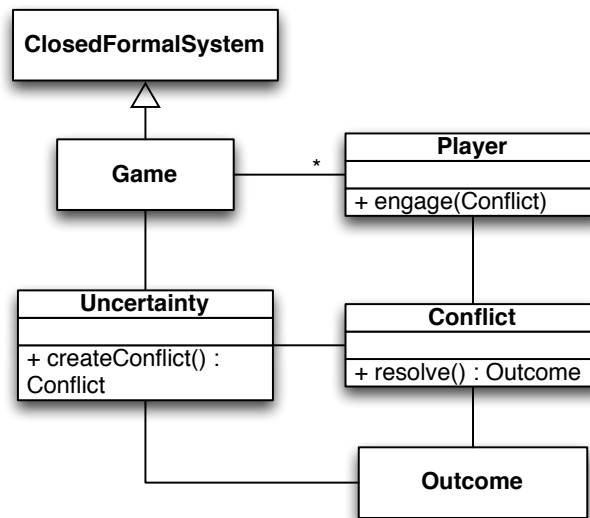 ClosedFormalSystem
Game
*
Player
+ engage(Conflict)
Uncertainty
+ createConflict() :
Conflict
Conflict
+ resolve() : Outcome
Outcome